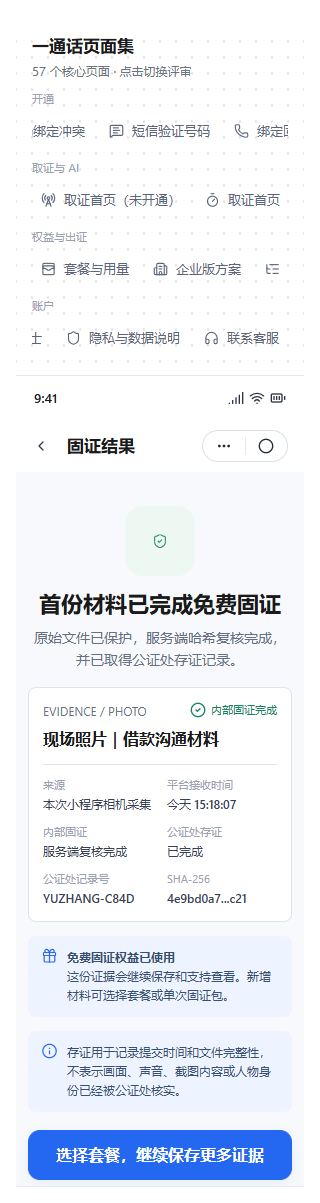 一通话页面集
57 个核心页面 · 点击切换评审
开通
绑定冲突 短信验证号码 绑定
取证与 AI
取证首页（未开通） 取证首页
权益与出证
套餐与用量 企业版方案
账户
士 隐私与数据说明 联系客服
9:41
固证结果
首份材料已完成免费固证
原始文件已保护，服务端哈希复核完成，
并已取得公证处存证记录。
EVIDENCE / PHOTO 内部固证完成
现场照片｜借款沟通材料
来源 平台接收时间
本次小程序相机采集 今天 15:18:07
内部固证 公证处存证
服务端复核完成 已完成
公证处记录号 SHA-256
YUZHANG-C84D 4e9bd0a7...c21
免费固证权益已使用
这份证据会继续保存和支持查看。新增
材料可选择套餐或单次固证包。
存证用于记录提交时间和文件完整性，
不表示画面、声音、截图内容或人物身
份已经被公证处核实。
选择套餐，继续保存更多证据